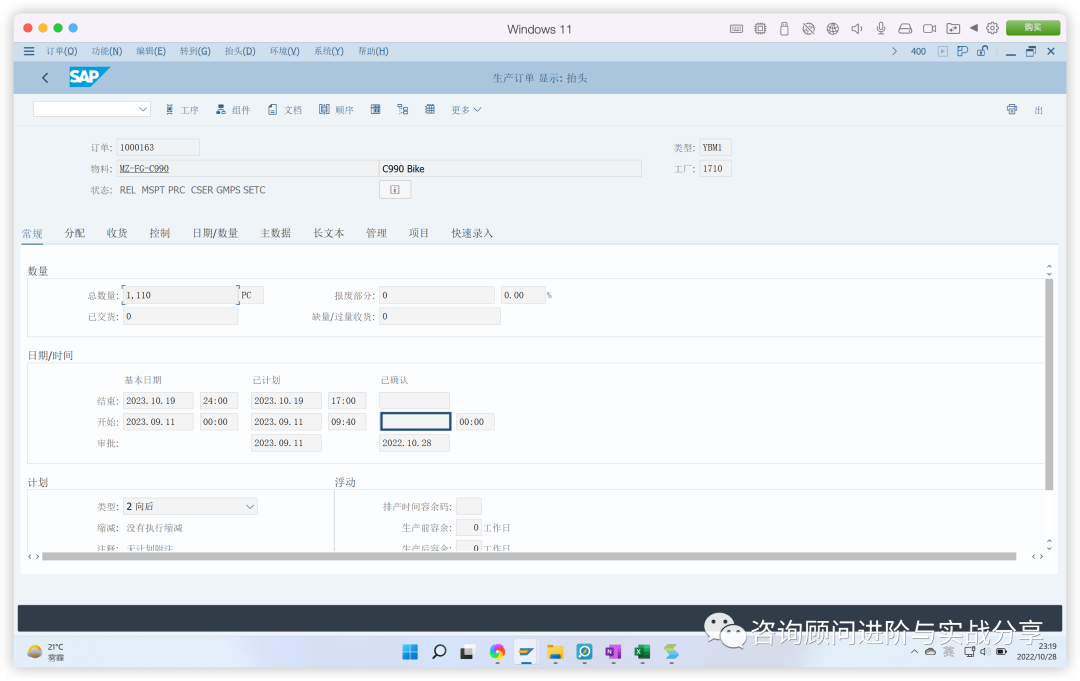 Windows 11
购买
订单(O) 功能(N) 编辑(E) 转到(G) 抬头(D) 环境(V) 系统(Y) 帮助(H) 400
SAP 生产订单 显示: 抬头
工序 组件 文档 顺序 更多 出
订单: 1000163 类型: YBM1
物料: MZ-FG-C990 C990 Bike 工厂: 1710
状态: REL MSPT PRC CSER GMPS SETC
常规 分配 收货 控制 日期/数量 主数据 长文本 管理 项目 快速录入
数量
总数量: 1,110 PC 报废部分: 0 0.00 %
已交货: 0 缺量/过量收货: 0
日期/时间
基本日期 已计划 已确认
结束: 2023.10.19 24:00 2023.10.19 17:00
开始: 2023.09.11 00:00 2023.09.11 09:40 00:00
审批: 2023.09.11 2022.10.28
计划 浮动
类型: 2 向后 排产时间容余码:
缩减: 没有执行缩减 生产前容余: 0 工作日
注释: 无计划附注 生产后容余: 0 工作日
咨询顾问进阶与实战分享
21°C
雾霾
英
23:19
2022/10/28